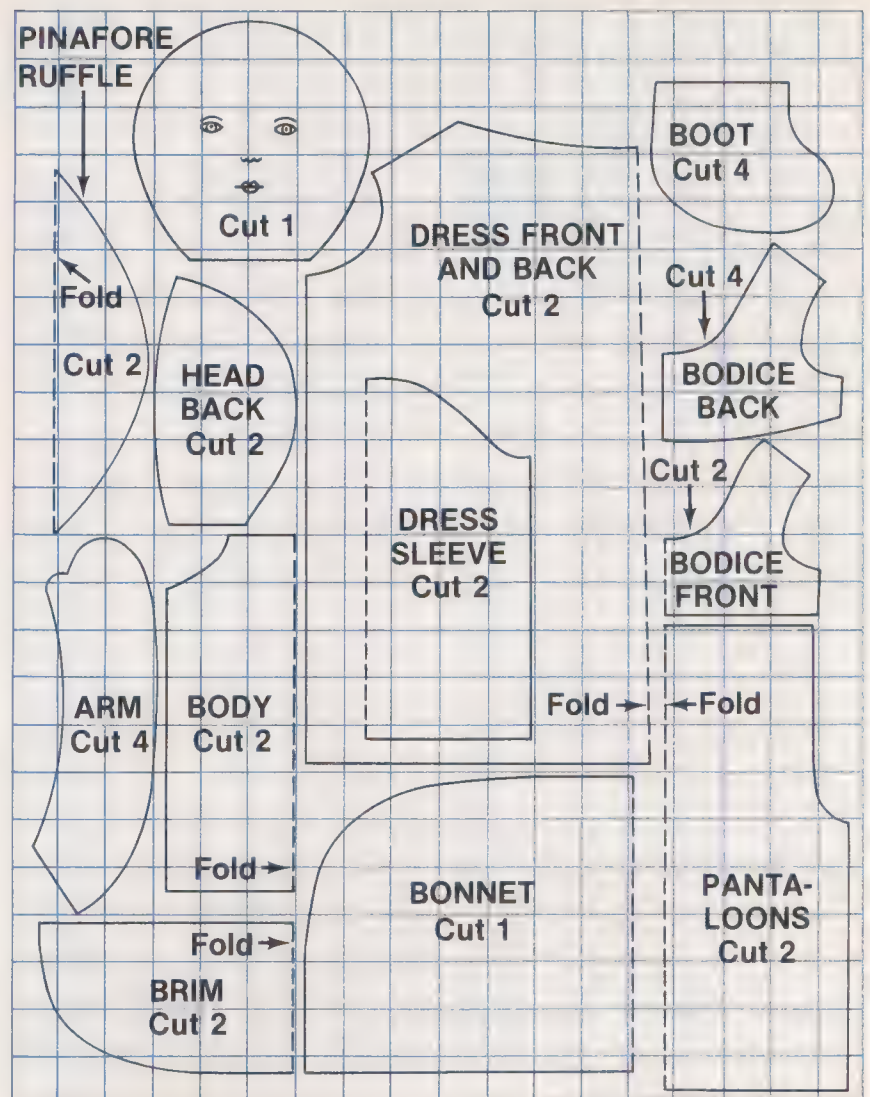 PINAFORE
RUFFLE
Cut 1
Fold
Cut 2
HEAD
BACK
Cut 2
DRESS FRONT
AND BACK
Cut 2
BOOT
Cut 4
Cut 4
BODICE
BACK
Cut 2
BODICE
FRONT
DRESS
SLEEVE
Cut 2
ARM
Cut 4
BODY
Cut 2
Fold
Fold
Fold
PANTA-
LOONS
Cut 2
BONNET
Cut 1
Fold
BRIM
Cut 2